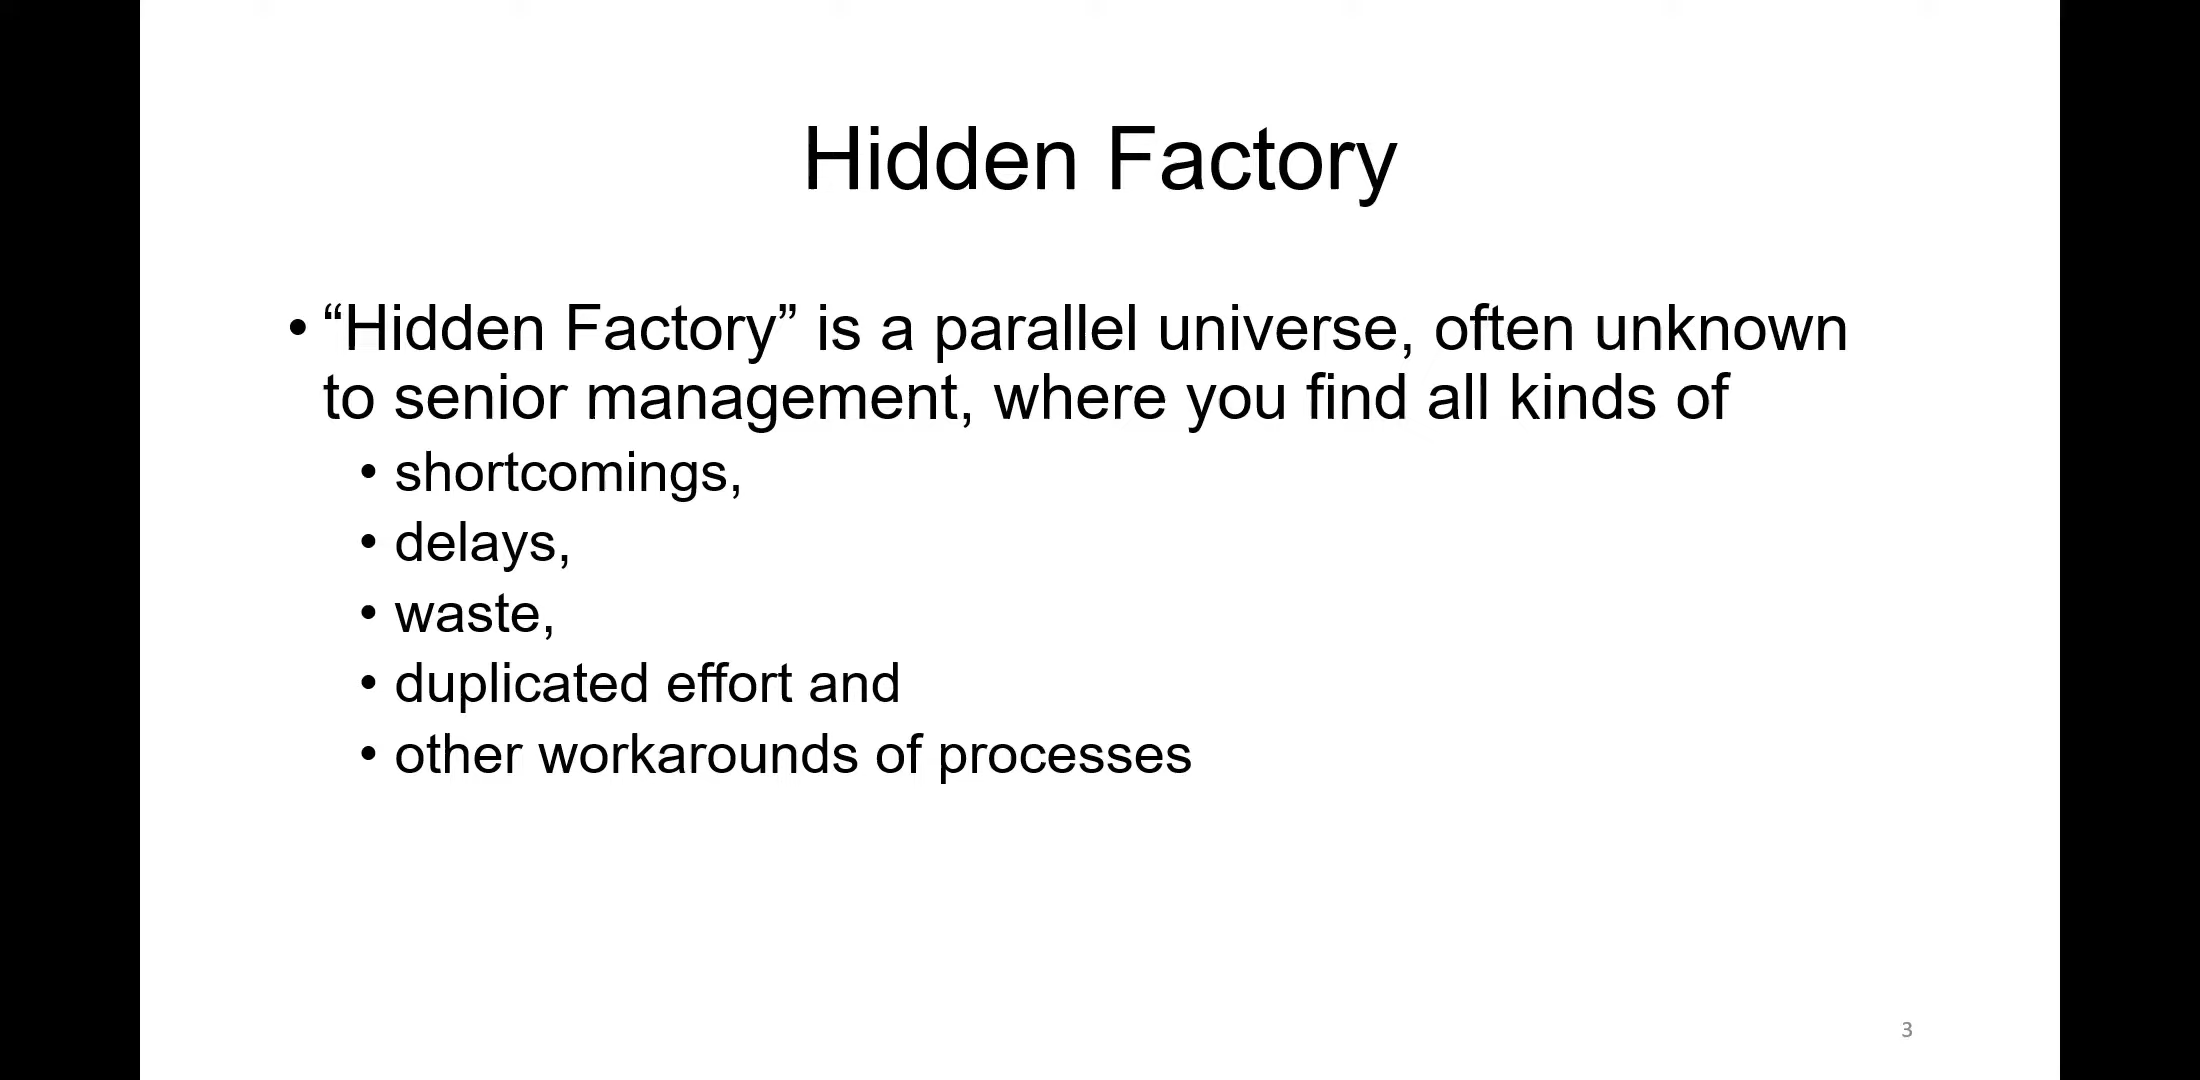 Hidden Factory
• “Hidden Factory” is a parallel universe, often unknown
to senior management, where you find all kinds of
• shortcomings,
• delays,
• waste,
• duplicated effort and
• other workarounds of processes
3